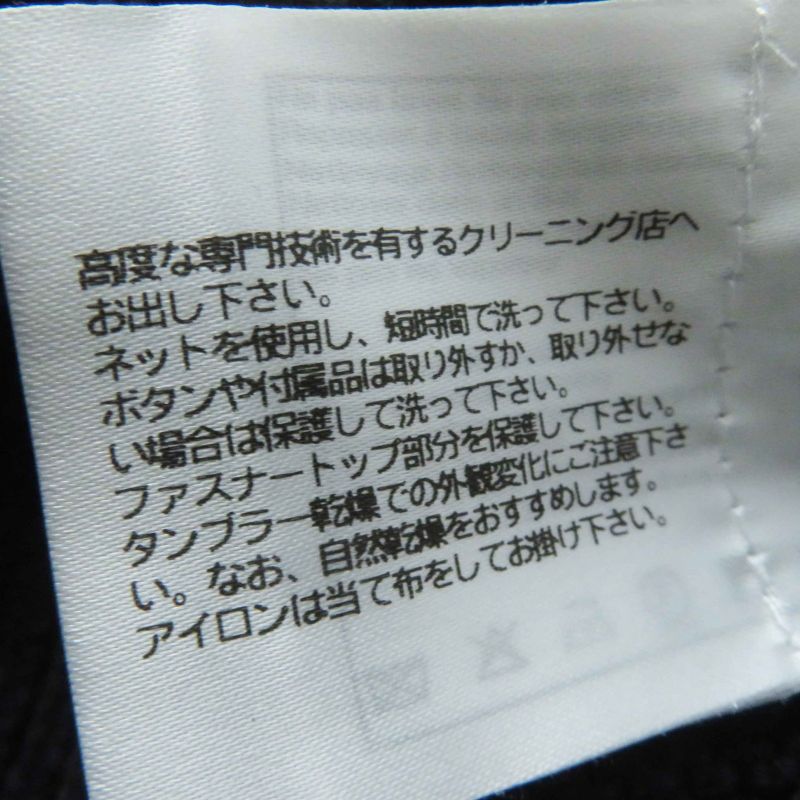 高度な専門技術を有するクリーニング店へ
お出し下さい。
ネットを使用し、短時間で洗って下さい。
ボタンや付属品は取り外すか、取り外せな
い場合は保護して洗って下さい。
ファスナートップ部分を保護して下さい。
タンブラー乾燥での外観変化にご注意下さ
い。なお、自然乾燥をおすすめします。
アイロンは当て布をしてお掛け下さい。